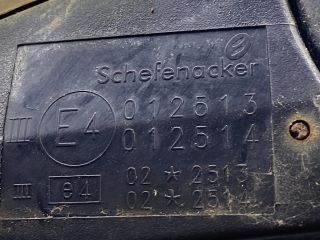 Schefenacker
III E4 012513
012514
III e4 02 * 2513
02 * 2514